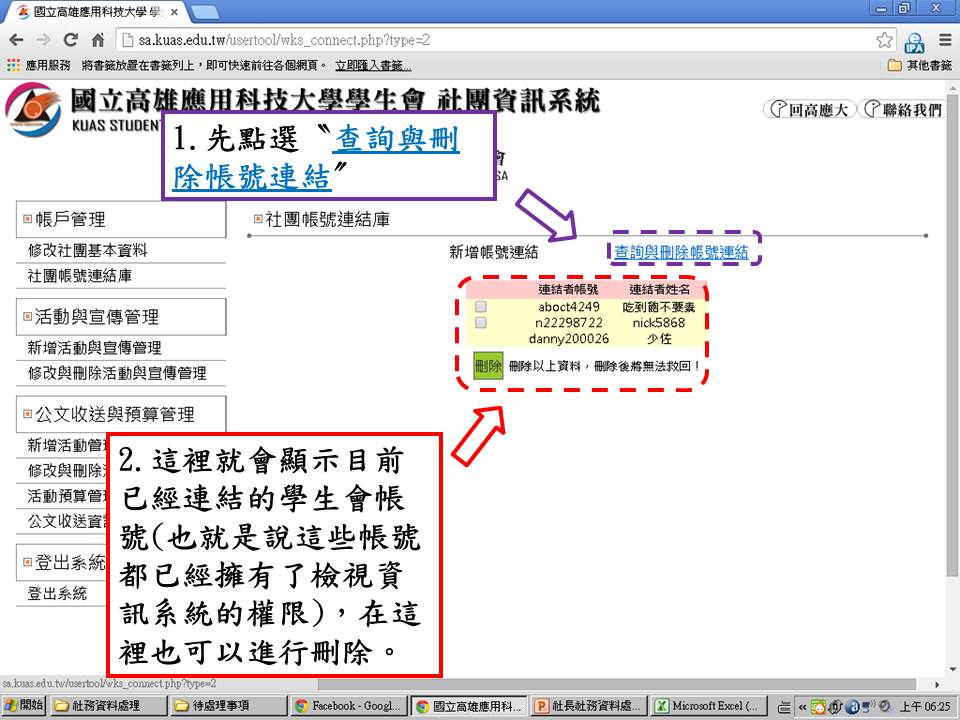 國立高雄應用科技大學 學
sa.kuas.edu.tw/usertool/wks_connect.php?type=2
應用服務 將書籤放置在書籤列上，即可快速前往各個網頁。 立即匯入書籤...
其他書籤
國立高雄應用科技大學學生會 社團資訊系統
KUAS STUDEN
回高應大 聯絡我們
1.先點選〝查詢與刪
除帳號連結〞
會
SA
帳戶管理
社團帳號連結庫
修改社團基本資料
新增帳號連結 查詢與刪除帳號連結
社團帳號連結庫
連結者帳號 連結者姓名
aboct4249 吃到飽不要裹
n22298722 nick5868
danny200026 少佐
刪除 刪除以上資料，刪除後將無法救回！
活動與宣傳管理
新增活動與宣傳管理
修改與刪除活動與宣傳管理
公文收送與預算管理
新增活動管
修改與刪除
活動預算管
公文收送資
登出系統
登出系統
2.這裡就會顯示目前
已經連結的學生會帳
號(也就是說這些帳號
都已經擁有了檢視資
訊系統的權限)，在這
裡也可以進行刪除。
sa.kuas.edu.tw/usertool/wks_connect.php?type=2
開始 社務資料處理 待處理事項 Facebook - Googl... 國立高雄應用科... 社長社務資料處... Microsoft Excel (... 上午 06:25